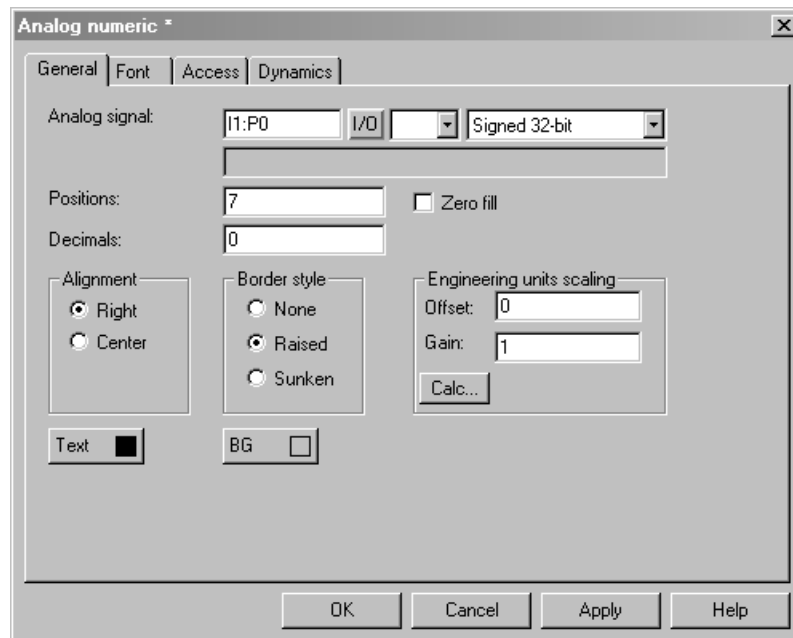 Analog numeric *
General Font Access Dynamics
Analog signal: I1:P0 I/O Signed 32-bit
Positions: 7 Zero fill
Decimals: 0
Alignment Border style Engineering units scaling
Right None Offset: 0
Center Raised Gain: 1
Sunken Calc...
Text BG
OK Cancel Apply Help